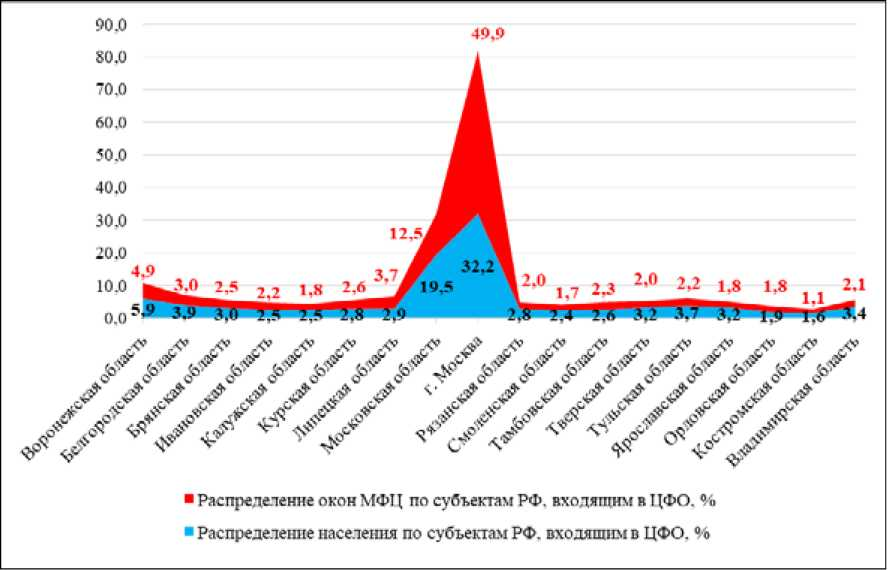 90,0
80,0
70,0
60,0
50,0
40,0
30,0
20,0
10,0
0,0
49,9
4,9 3,0 2,5 2,2 1,8 2,6 3,7 12,5 2,0 1,7 2,3 2,0 2,2 1,8 1,8 1,1 2,1
5,9 3,9 3,0 2,5 2,5 2,8 2,9 19,5 32,2 2,8 2,4 2,6 3,2 3,7 3,2 1,9 1,6 3,4
Воронежская область
Белгородская область
Брянская область
Ивановская область
Калужская область
Курская область
Липецкая область
Московская область
г. Москва
Рязанская область
Смоленская область
Тамбовская область
Тверская область
Тульская область
Ярославская область
Орловская область
Костромская область
Владимирская область
Распределение окон МФЦ по субъектам РФ, входящим в ЦФО, %
Распределение населения по субъектам РФ, входящим в ЦФО, %